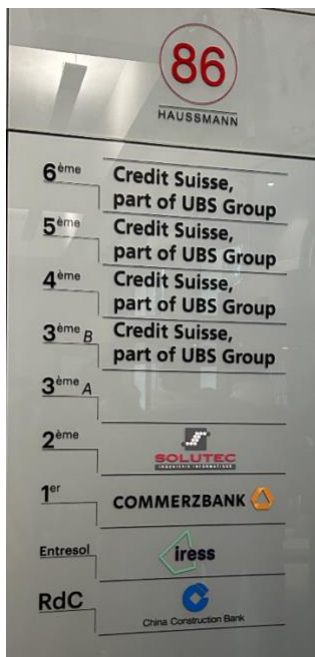 86
HAUSSMANN
6ème Credit Suisse,
part of UBS Group
5ème Credit Suisse,
part of UBS Group
4ème Credit Suisse,
part of UBS Group
3ème B Credit Suisse,
part of UBS Group
3ème A
2ème SOLUTEC
INGÉNIERIE INFORMATIQUE
1er COMMERZBANK
Entresol iress
RdC
China Construction Bank